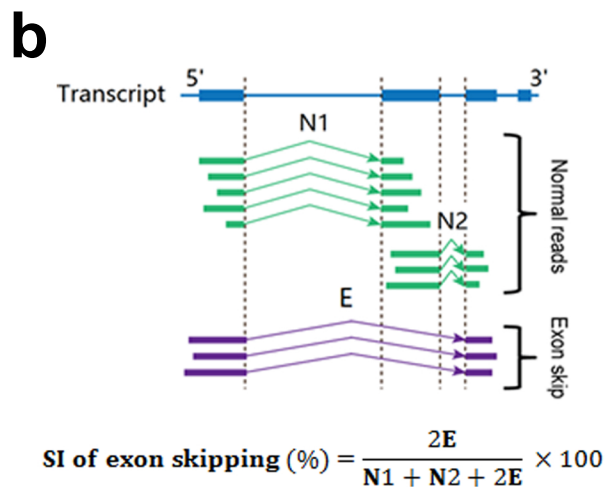 b
5'
3'
Transcript
N1
N2
Normal reads
E
Exon skip
SI of exon skipping (%) = 2E / N1 + N2 + 2E × 100